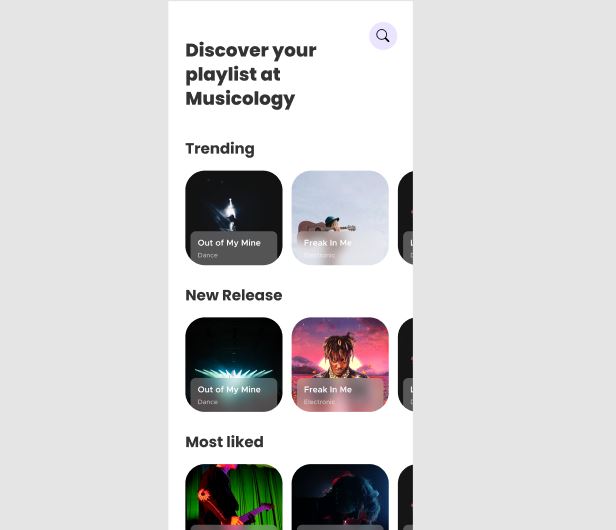 Discover your
playlist at
Musicology
Trending
Out of My Mine
Dance
Freak In Me
Electronic
L
New Release
Out of My Mine
Dance
Freak In Me
Electronic
L
Most liked